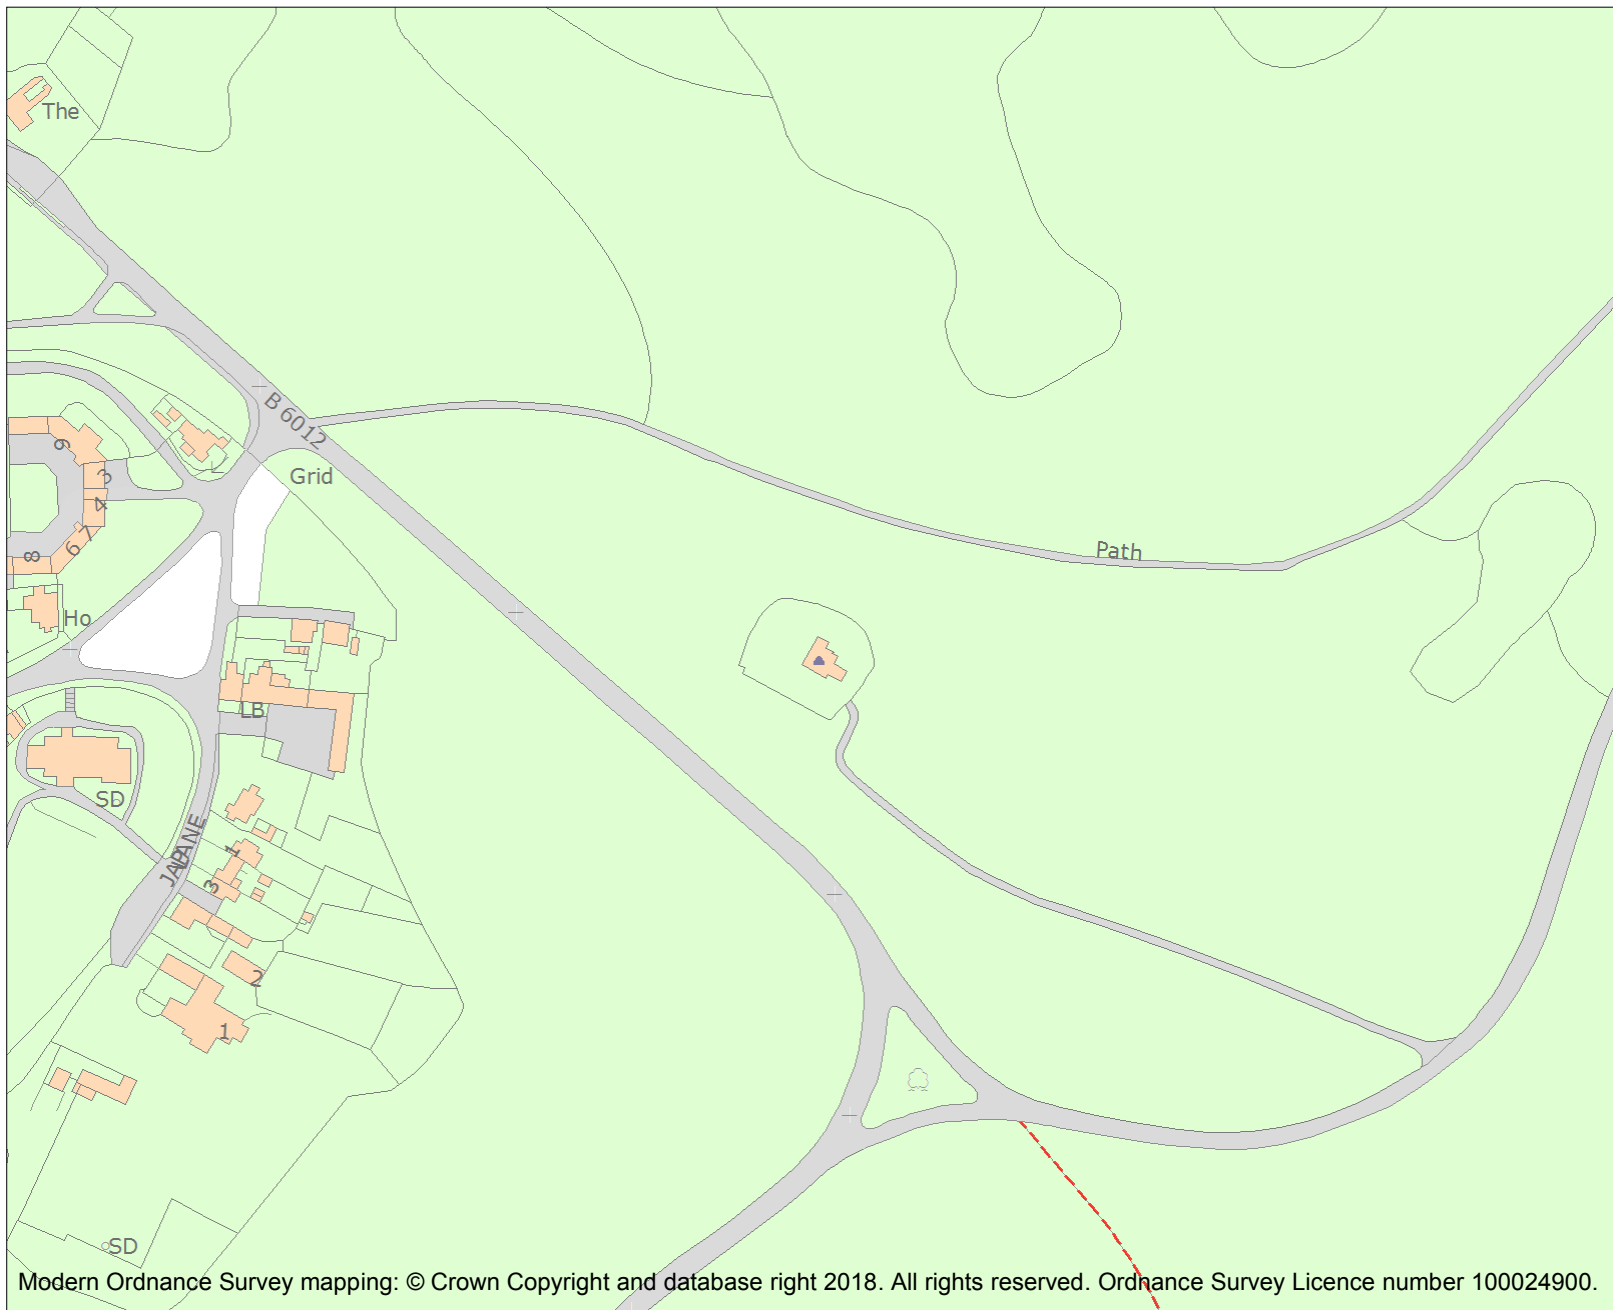 The
B 6012
Grid
9
3
4
7
6
8
Path
Ho
LB
SD
JAP LANE
1
3
2
1
SD
Modern Ordnance Survey mapping: © Crown Copyright and database right 2018. All rights reserved. Ordnance Survey Licence number 100024900.